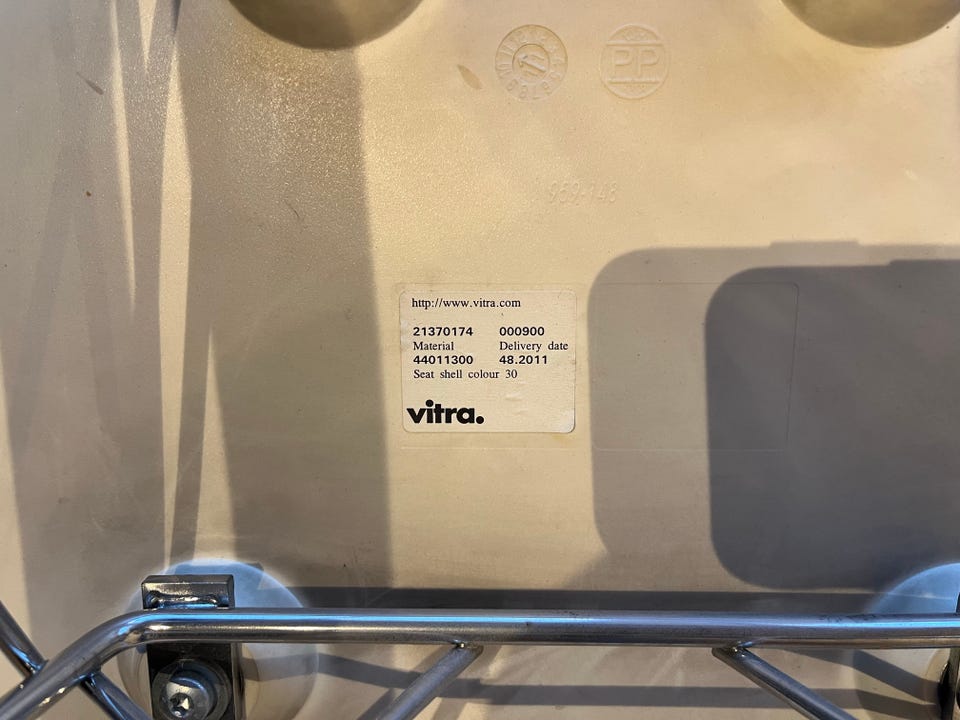 PP
959-148
http://www.vitra.com
21370174 000900
Material Delivery date
44011300 48.2011
Seat shell colour 30
vitra.